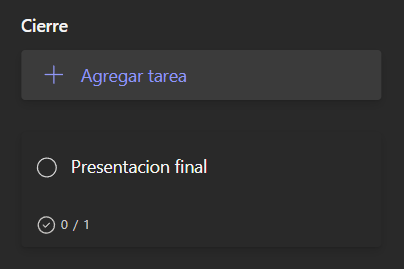 Cierre
Agregar tarea
Presentacion final
0 / 1